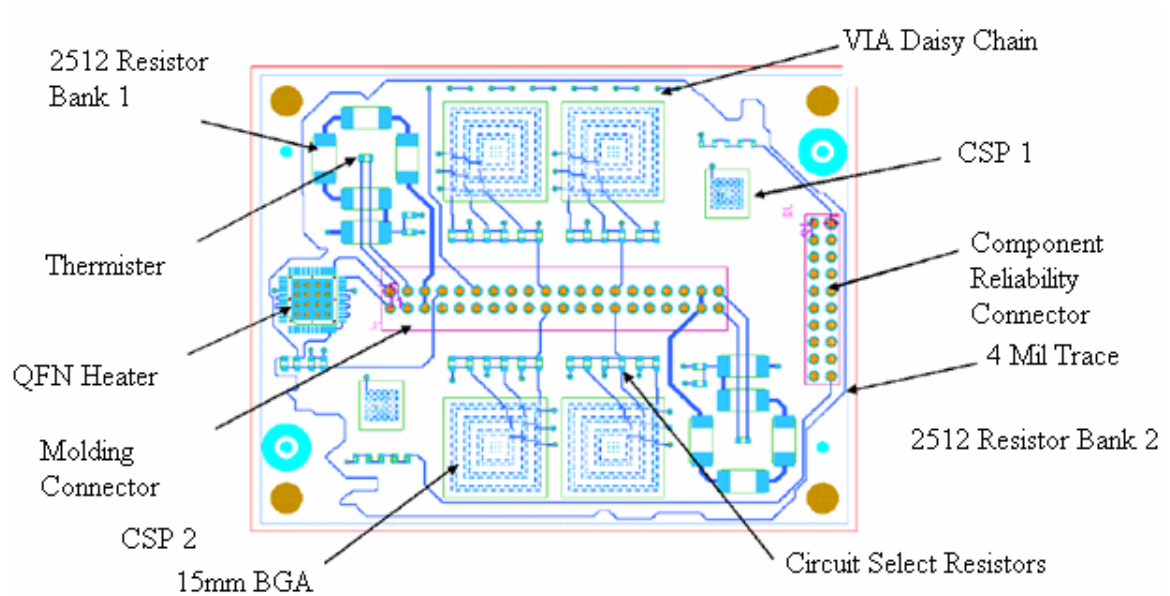 VIA Daisy Chain
2512 Resistor
Bank 1
CSP 1
Thermister
Component
Reliability
Connector
QFN Heater
4 Mil Trace
2512 Resistor Bank 2
Molding
Connector
CSP 2
15mm BGA
Circuit Select Resistors